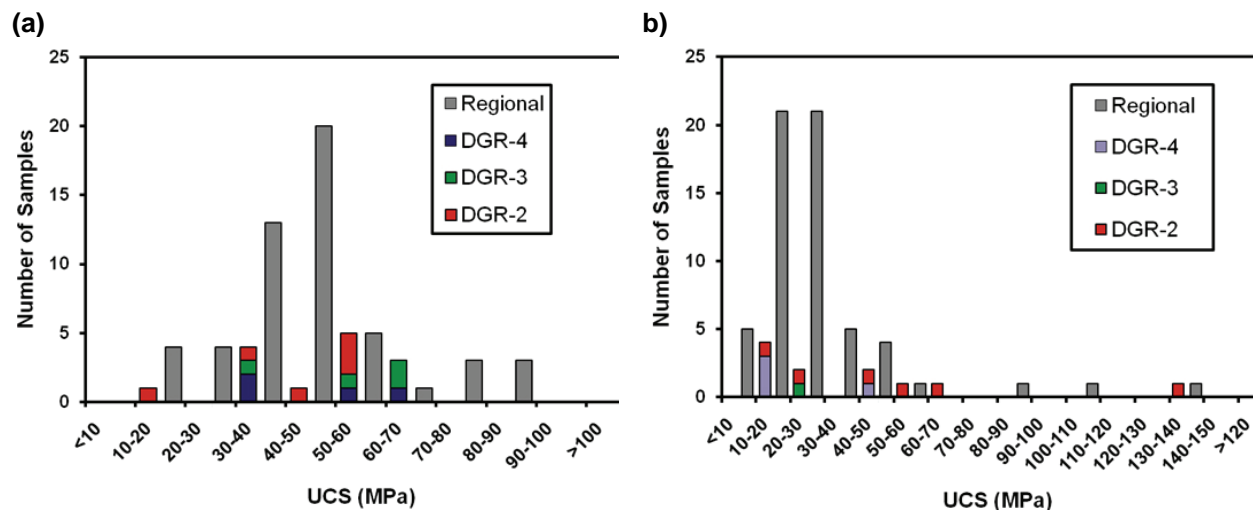 (a)
25
20
15
10
5
0
Number of Samples
Regional
DGR-4
DGR-3
DGR-2
<10
10-20
20-30
30-40
40-50
50-60
60-70
70-80
80-90
90-100
>100
UCS (MPa)
b)
25
20
15
10
5
0
Number of Samples
Regional
DGR-4
DGR-3
DGR-2
<10
10-20
20-30
30-40
40-50
50-60
60-70
70-80
80-90
90-100
100-110
110-120
120-130
130-140
140-150
>120
UCS (MPa)